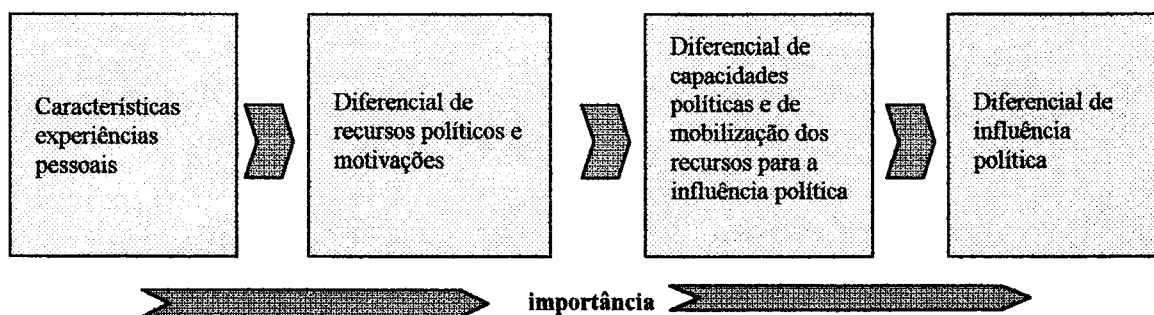 Características
experiências
pessoais
Diferencial de
recursos políticos e
motivações
Diferencial de
capacidades
políticas e de
mobilização dos
recursos para a
influência política
Diferencial de
influência
política
importância